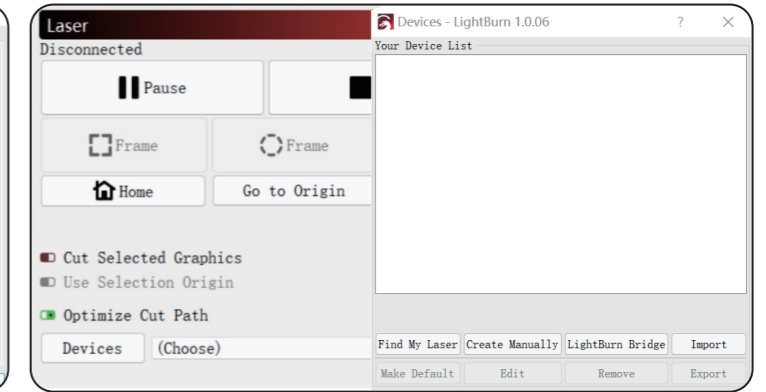 Laser
Disconnected
Pause
Frame
Frame
Home
Go to Origin
Cut Selected Graphics
Use Selection Origin
Optimize Cut Path
Devices
(Choose)
Devices - LightBurn 1.0.06
?
Your Device List
Find My Laser
Create Manually
LightBurn Bridge
Import
Make Default
Edit
Remove
Export